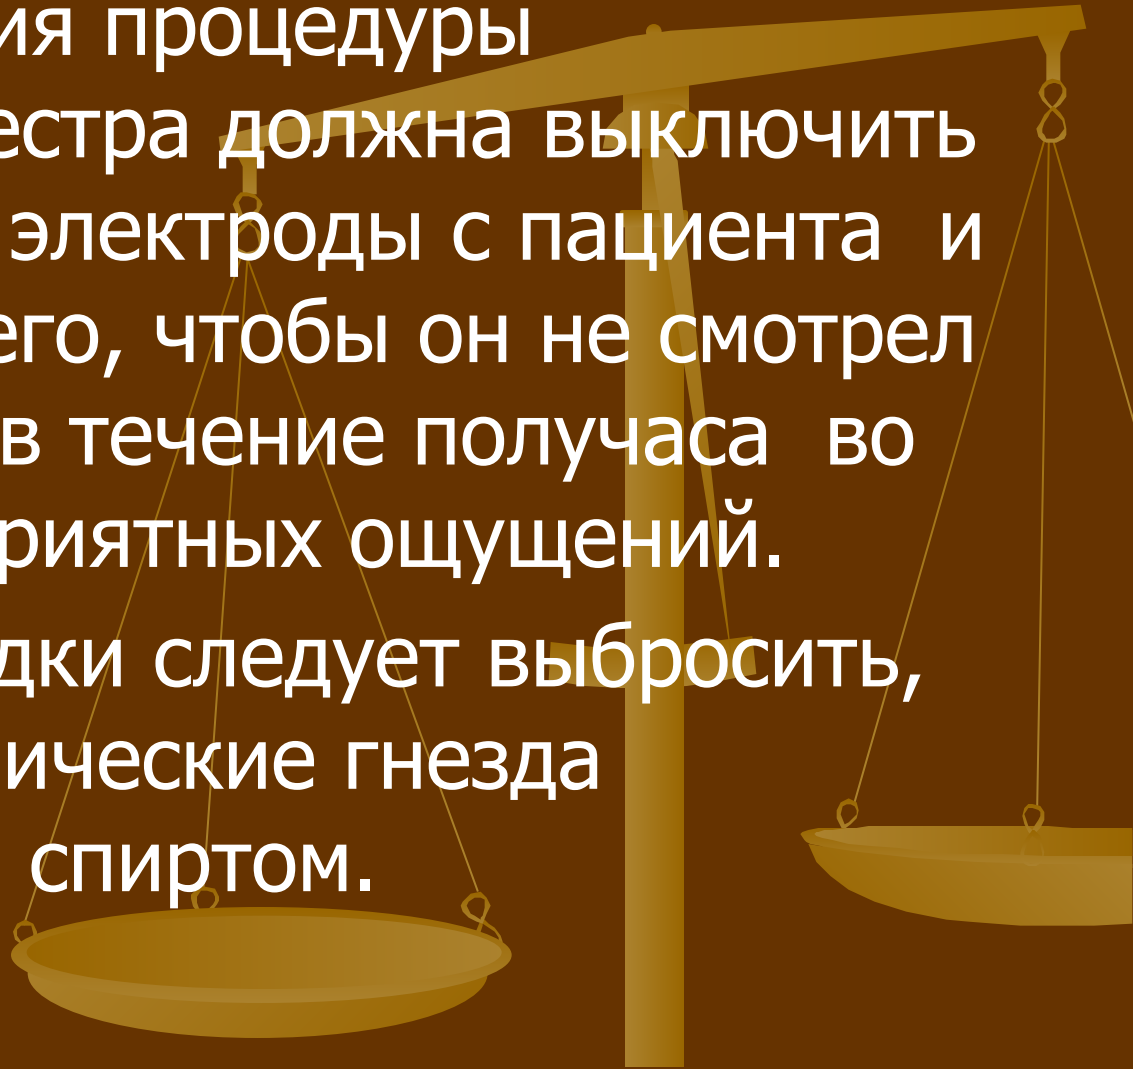 ия процедуры
естра должна выключить
электроды с пациента и
его, чтобы он не смотрел
в течение получаса во
риятных ощущений.
дки следует выбросить,
ические гнезда
спиртом.